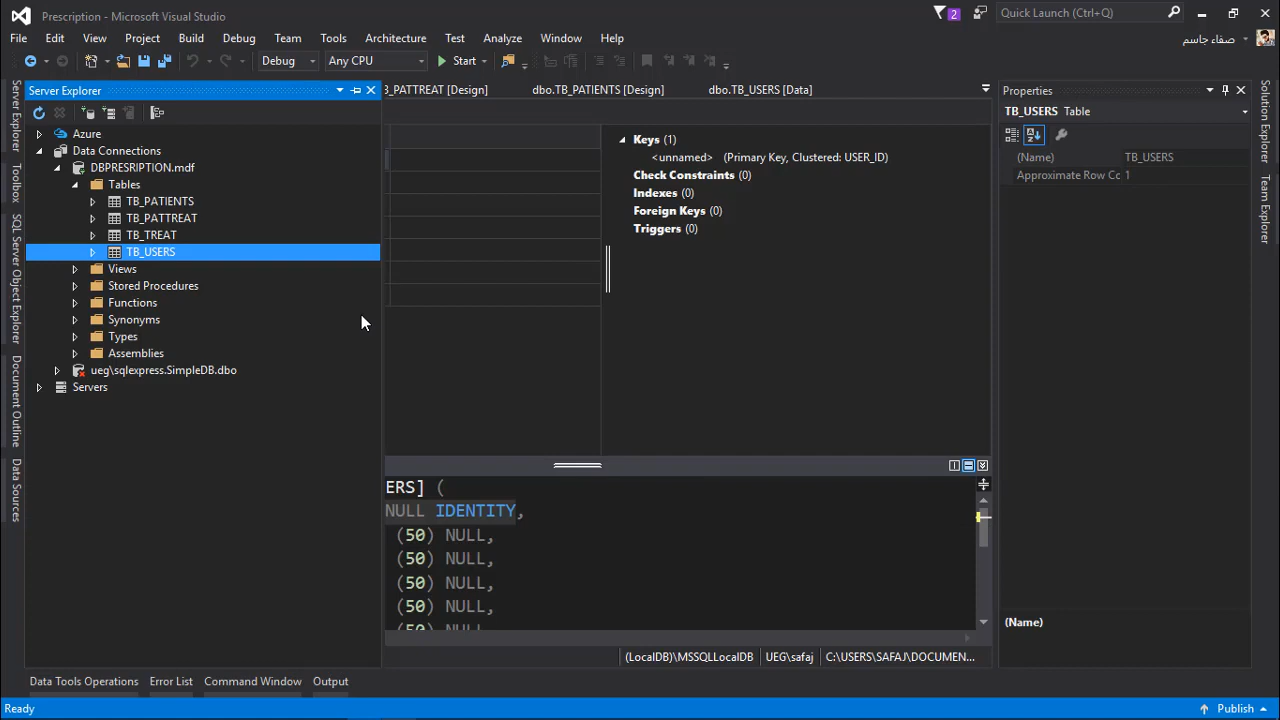 Prescription - Microsoft Visual Studio
2
Quick Launch (Ctrl+Q)
File Edit View Project Build Debug Team Tools Architecture Test Analyze Window Help
صفاء جاسم
Debug Any CPU Start
Server Explorer
B_PATTREAT [Design] dbo.TB_PATIENTS [Design] dbo.TB_USERS [Data]
Properties
TB_USERS Table
(Name) TB_USERS
Approximate Row Cc 1
(Name)
Azure
Data Connections
DBPRESRIPTION.mdf
Tables
TB_PATIENTS
TB_PATTREAT
TB_TREAT
TB_USERS
Views
Stored Procedures
Functions
Synonyms
Types
Assemblies
ueg\sqlexpress.SimpleDB.dbo
Servers
Keys (1)
<unnamed> (Primary Key, Clustered: USER_ID)
Check Constraints (0)
Indexes (0)
Foreign Keys (0)
Triggers (0)
ERS] (
NULL IDENTITY,
(50) NULL,
(50) NULL,
(50) NULL,
(50) NULL,
(50) NULL
(LocalDB)\MSSQLLocalDB UEG\safaj C:\USERS\SAFAJ\DOCUMEN...
Server Explorer
Toolbox
SQL Server Object Explorer
Document Outline
Data Sources
Solution Explorer
Team Explorer
Data Tools Operations Error List Command Window Output
Ready
Publish